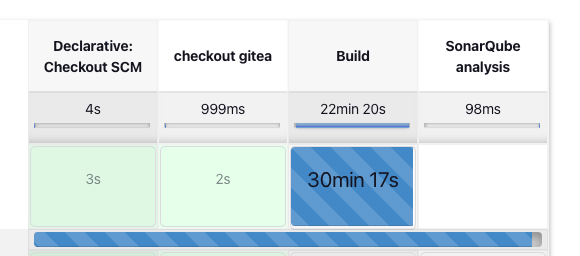 Declarative:
Checkout SCM
checkout gitea
Build
SonarQube
analysis
4s
999ms
22min 20s
98ms
3s
2s
30min 17s